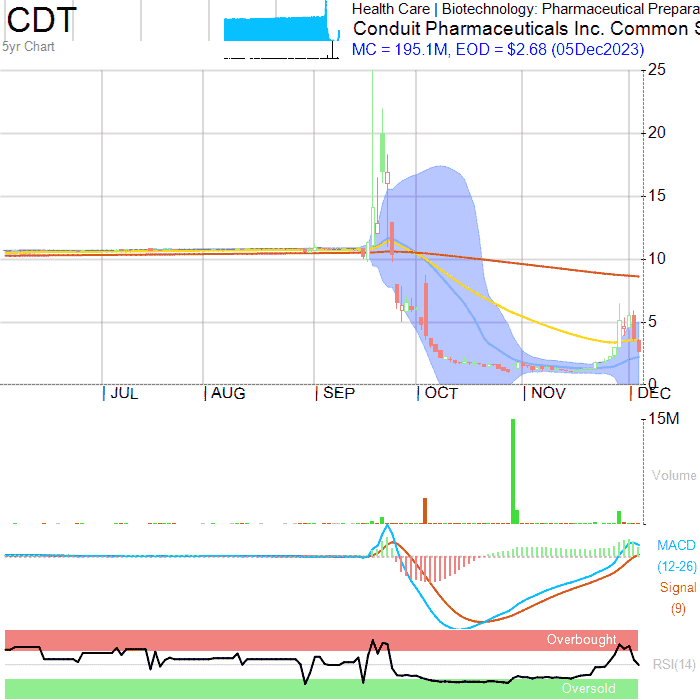 CDT
5yr Chart
Health Care | Biotechnology: Pharmaceutical Prepara
Conduit Pharmaceuticals Inc. Common S
MC = 195.1M, EOD = $2.68 (05Dec2023)
25
20
15
10
5
0
JUL
AUG
SEP
OCT
NOV
DEC
15M
Volume
MACD
(12-26)
Signal
(9)
Overbought
RSI(14)
Oversold